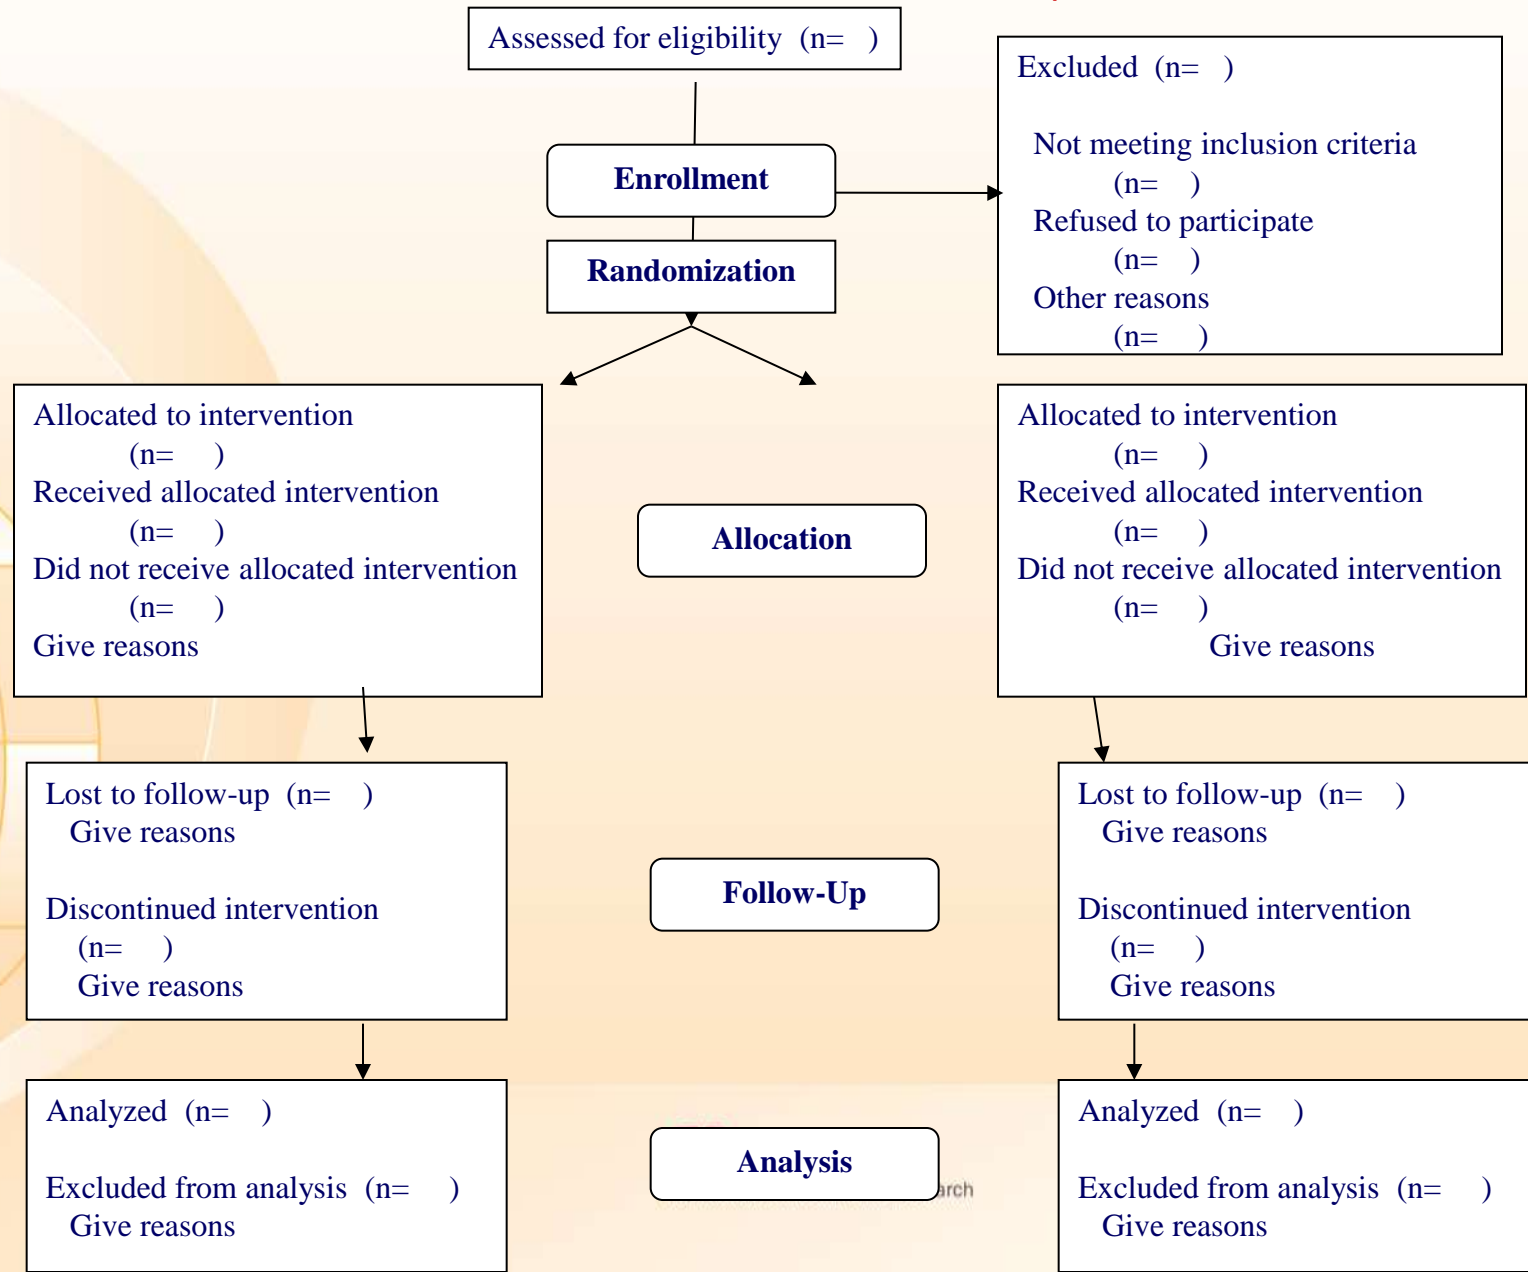 Assessed for eligibility (n= )
Excluded (n= )
Not meeting inclusion criteria
(n= )
Refused to participate
(n= )
Other reasons
(n= )
Enrollment
Randomization
Allocated to intervention
(n= )
Received allocated intervention
(n= )
Did not receive allocated intervention
(n= )
Give reasons
Allocation
Allocated to intervention
(n= )
Received allocated intervention
(n= )
Did not receive allocated intervention
(n= )
Give reasons
Lost to follow-up (n= )
Give reasons
Discontinued intervention
(n= )
Give reasons
Follow-Up
Lost to follow-up (n= )
Give reasons
Discontinued intervention
(n= )
Give reasons
Analyzed (n= )
Excluded from analysis (n= )
Give reasons
Analysis
Analyzed (n= )
Excluded from analysis (n= )
Give reasons